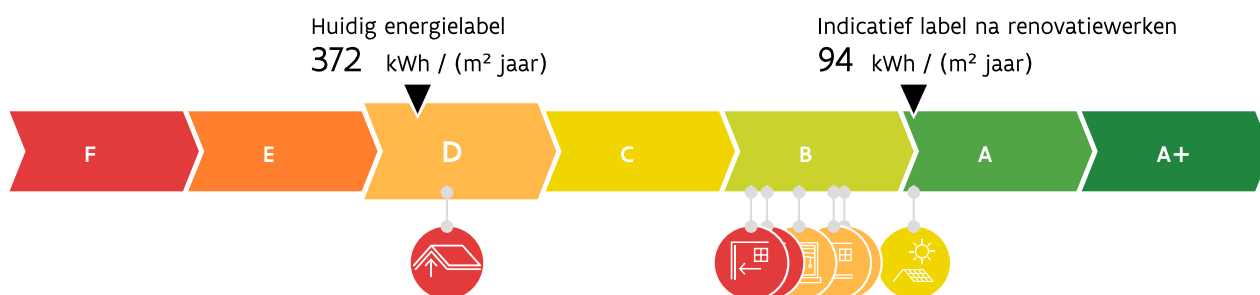 Huidig energielabel
372 kWh / (m² jaar)
Indicatief label na renovatiewerken
94 kWh / (m² jaar)
F E D C B A A+